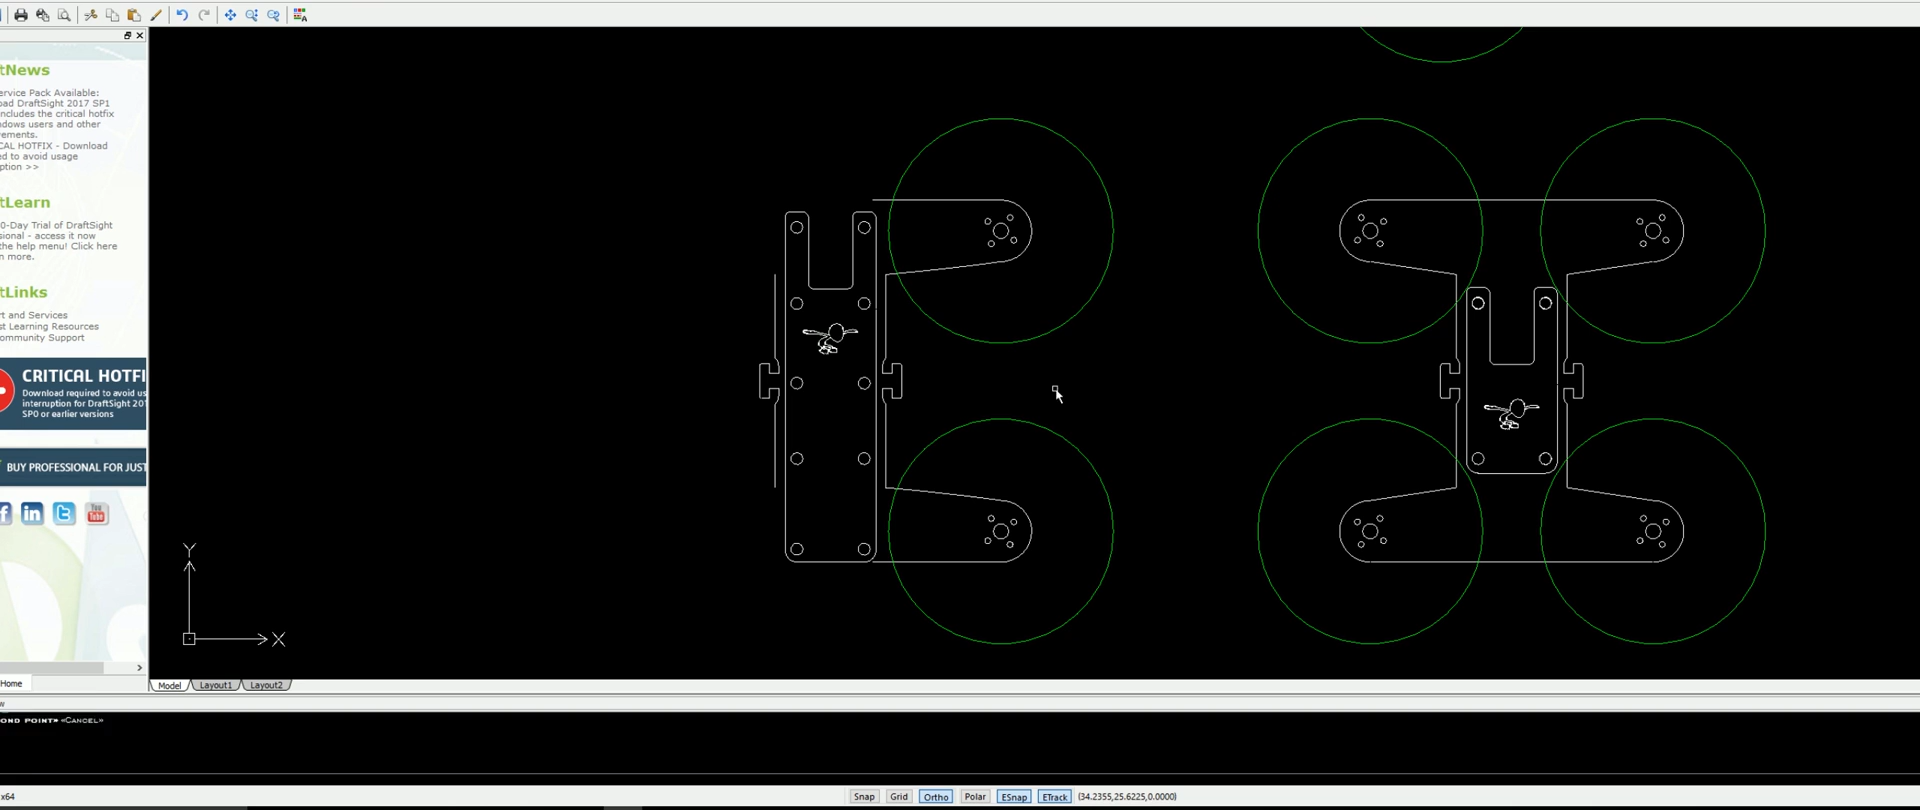 tNews
ervice Pack Available:
oad DraftSight 2017 SP1
ncludes the critical hotfix
ndows users and other
ements.
CAL HOTFIX - Download
ed to avoid usage
ption >>
tLearn
0-Day Trial of DraftSight
sional - access it now
the help menu! Click here
n more.
tLinks
rt and Services
st Learning Resources
ommunity Support
CRITICAL HOTFI
Download required to avoid us
interruption for DraftSight 201
SP0 or earlier versions
BUY PROFESSIONAL FOR JUST
f in t You Tube
Home
Y
X
Model Layout1 Layout2
w
OND POINT» «CANCEL»
x64
Snap Grid Ortho Polar ESnap ETrack (34.2355,25.6225,0.0000)